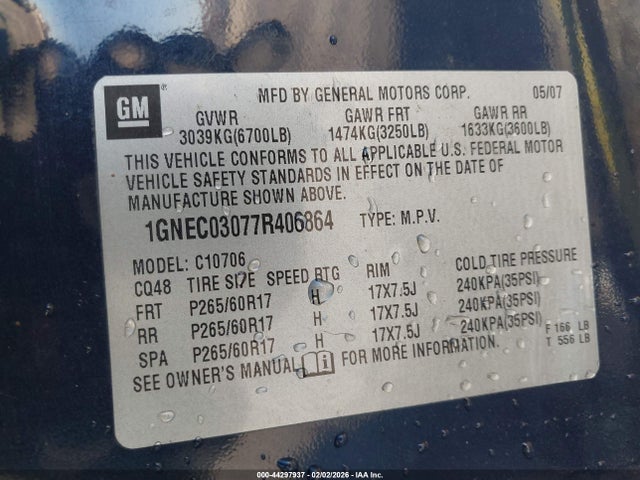 GM
MFD BY GENERAL MOTORS CORP. 05/07
GVWR GAWR FRT GAWR RR
3039KG(6700LB) 1474KG(3250LB) 1633KG(3600LB)
THIS VEHICLE CONFORMS TO ALL APPLICABLE U.S. FEDERAL MOTOR
VEHICLE SAFETY STANDARDS IN EFFECT ON THE DATE OF
MANUFACTURE SHOWN ABOVE.
1GNEC03077R406864 TYPE: M.P.V.
MODEL: C10706
CQ48 TIRE SIZE SPEED RTG RIM COLD TIRE PRESSURE
FRT P265/60R17 H 17X7.5J 240KPA(35PSI)
RR P265/60R17 H 17X7.5J 240KPA(35PSI)
SPA P265/60R17 H 17X7.5J 240KPA(35PSI)
SEE OWNER'S MANUAL i FOR MORE INFORMATION.
F 166 LB
T 556 LB
000-44297937 - 02/02/2026 - IAA Inc.